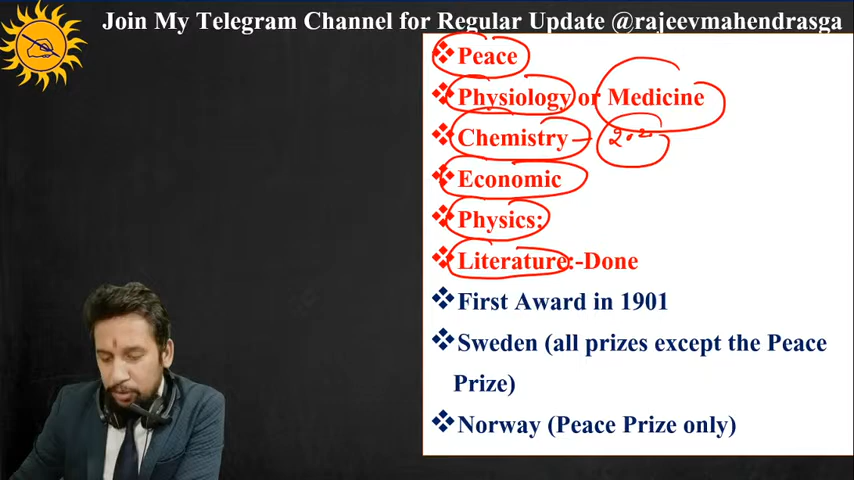 Join My Telegram Channel for Regular Update @rajeevmahendrasga
❖Peace
❖Physiology or Medicine
❖Chemistry –
❖Economic
❖Physics:
❖Literature:-Done
❖First Award in 1901
❖Sweden (all prizes except the Peace
Prize)
❖Norway (Peace Prize only)